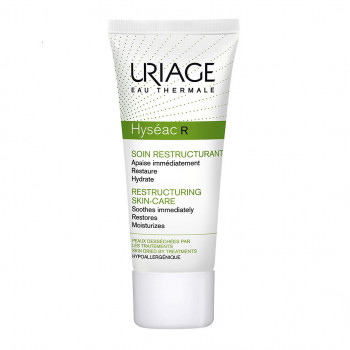 URIAGE
EAU THERMALE
Hyséac R
SOIN RESTRUCTURANT
Apaise immédiatement
Restaure
Hydrate
RESTRUCTURING
SKIN-CARE
Soothes immediately
Restores
Moisturizes
PEAUX DESSÉCHÉES PAR
LES TRAITEMENTS
SKIN DRIED BY TREATMENTS
HYPOALLERGÉNIQUE